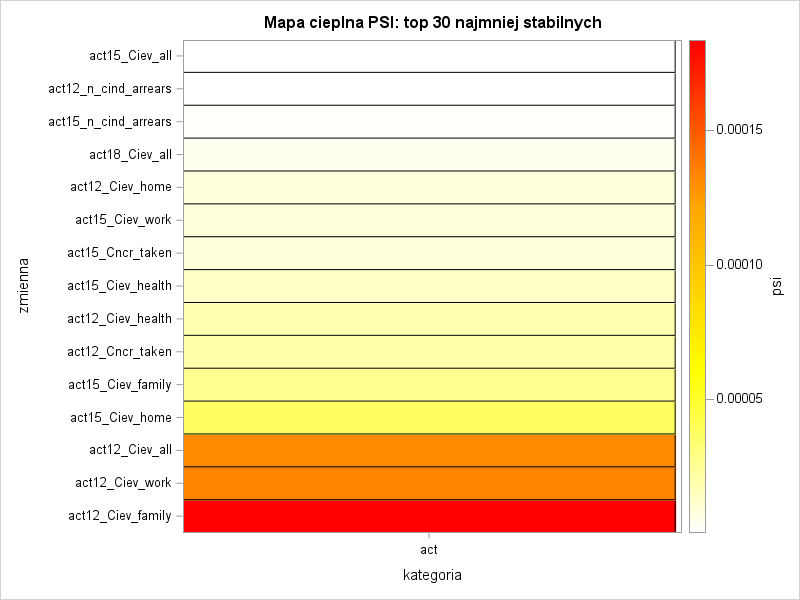 Mapa cieplna PSI: top 30 najmniej stabilnych
act15_Ciev_all
act12_n_cind_arrears
act15_n_cind_arrears
act18_Ciev_all
act12_Ciev_home
act15_Ciev_work
act15_Cncr_taken
act15_Ciev_health
act12_Ciev_health
act12_Cncr_taken
act15_Ciev_family
act15_Ciev_home
act12_Ciev_all
act12_Ciev_work
act12_Ciev_family
zmienna
act
kategoria
0.00015
0.00010
0.00005
psi